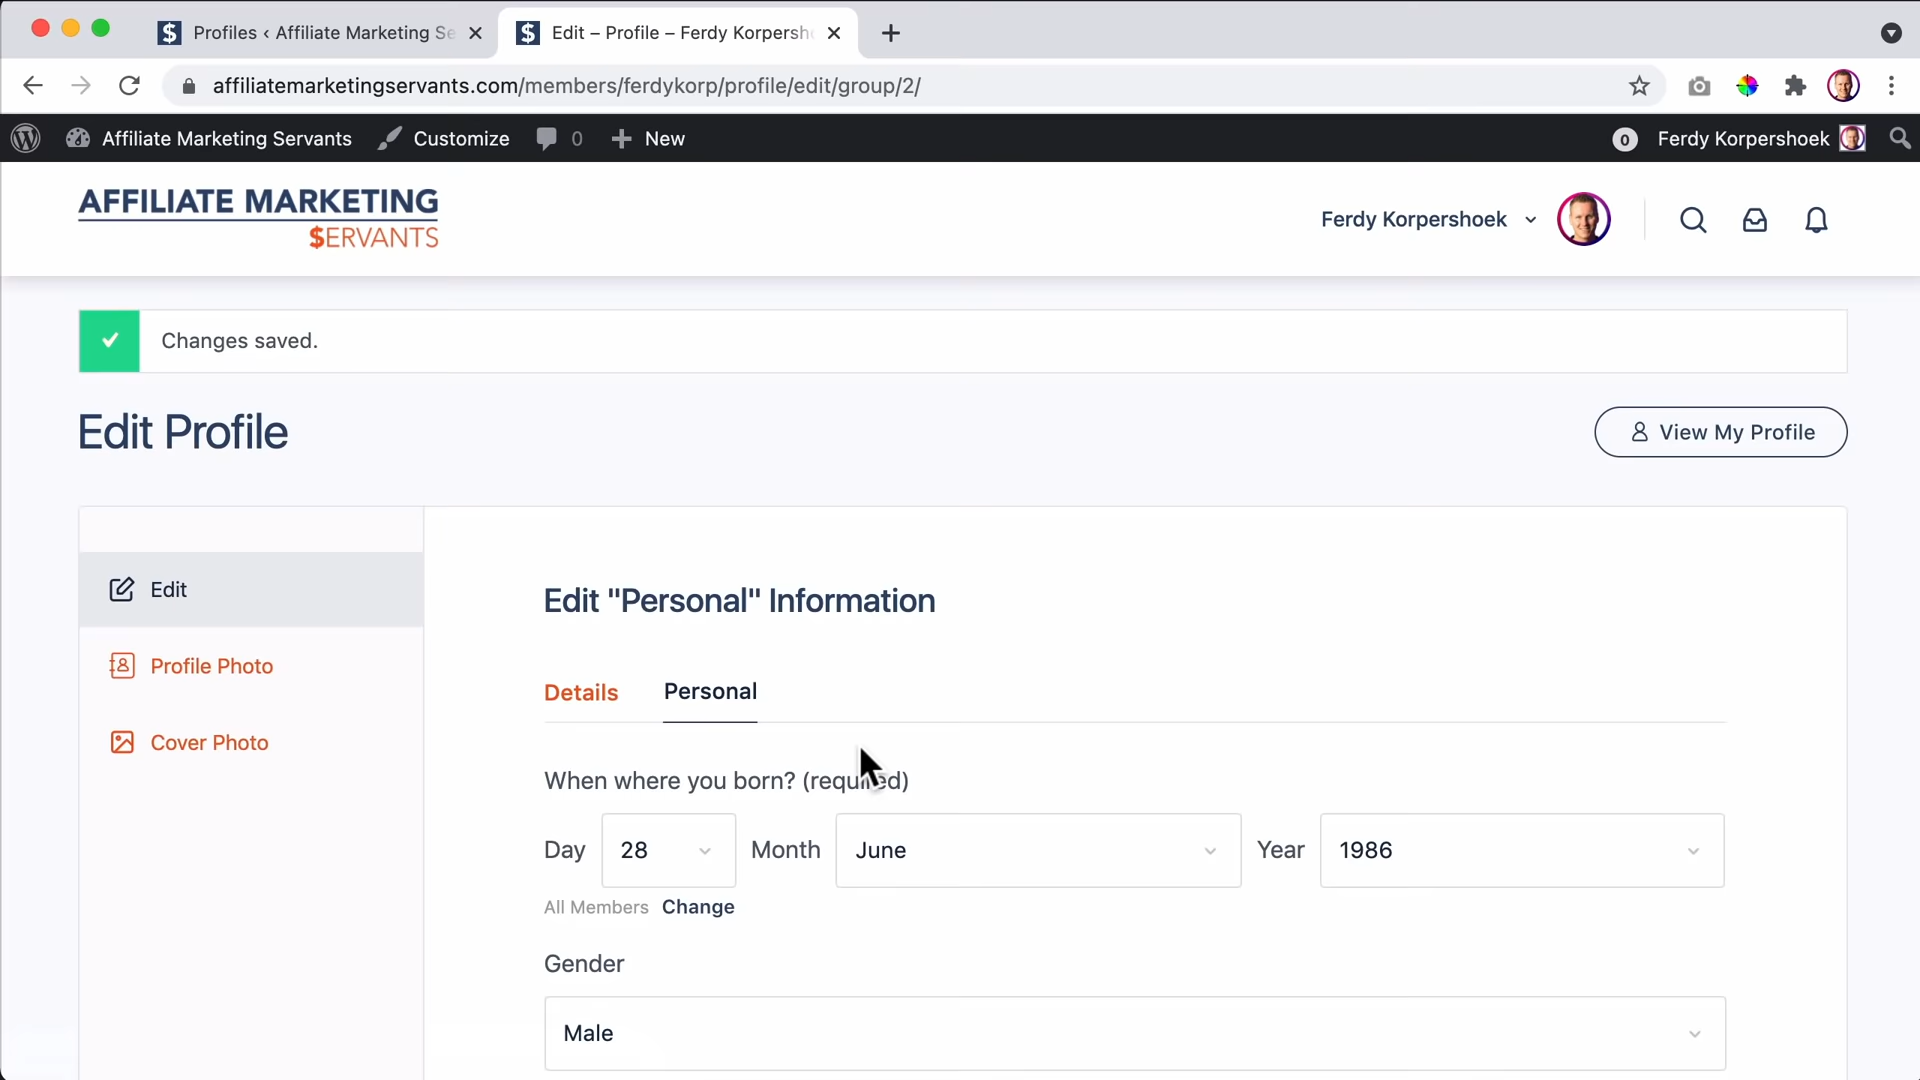 Profiles ‹ Affiliate Marketing Se
Edit – Profile – Ferdy Korpersh
affiliatemarketingservants.com/members/ferdykorp/profile/edit/group/2/
Affiliate Marketing Servants
Customize
0
New
0
Ferdy Korpershoek
AFFILIATE MARKETING
$ERVANTS
Ferdy Korpershoek
Changes saved.
Edit Profile
View My Profile
Edit
Profile Photo
Cover Photo
Edit "Personal" Information
Details
Personal
When where you born? (required)
Day 28 Month June Year 1986
All Members Change
Gender
Male